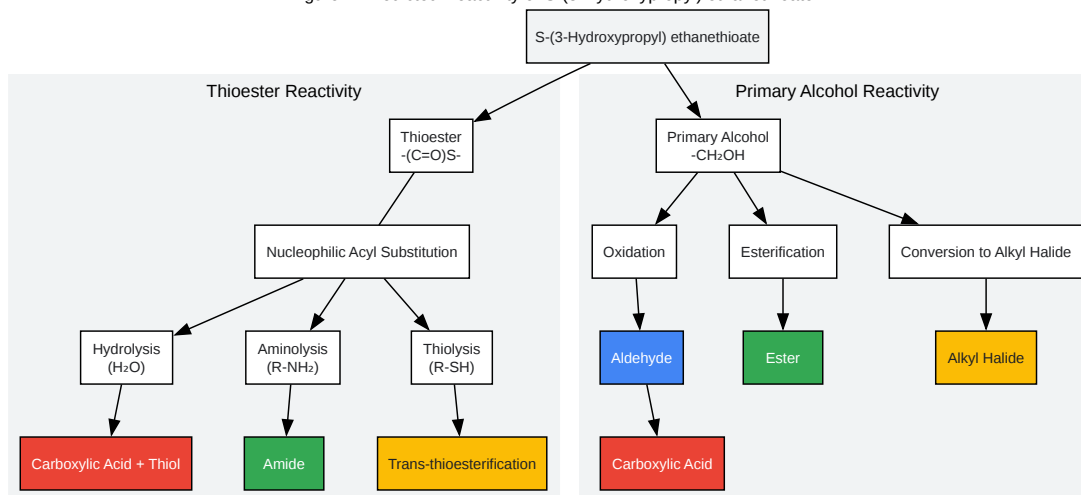 S-(3-Hydroxypropyl) ethanethioate
Thioester Reactivity
Primary Alcohol Reactivity
Thioester
-(C=O)S-
Primary Alcohol
-CH₂OH
Nucleophilic Acyl Substitution
Oxidation
Esterification
Conversion to Alkyl Halide
Hydrolysis
(H₂O)
Aminolysis
(R-NH₂)
Thiolysis
(R-SH)
Aldehyde
Ester
Alkyl Halide
Carboxylic Acid + Thiol
Amide
Trans-thioesterification
Carboxylic Acid